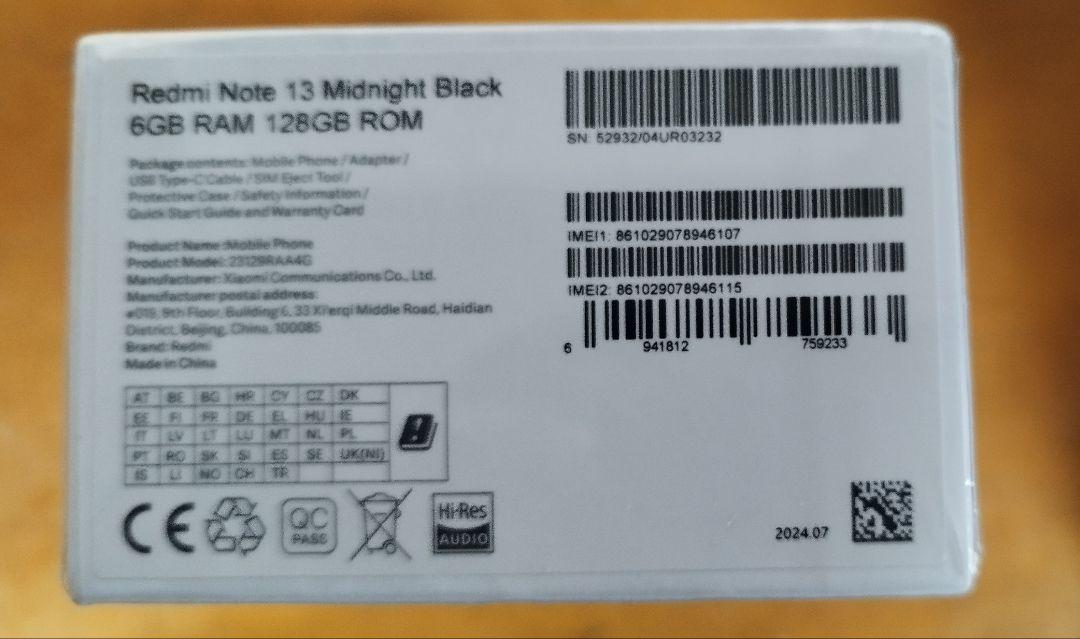 Redmi Note 13 Midnight Black
6GB RAM 128GB ROM
Package contents: Mobile Phone / Adapter /
USB Type-C Cable / SIM Eject Tool /
Protective Case / Safety Information /
Quick Start Guide and Warranty Card
Product Name: Mobile Phone
Product Model: 23129RAA4G
Manufacturer: Xiaomi Communications Co., Ltd.
Manufacturer postal address:
#019, 9th Floor, Building 6, 33 Xi'erqi Middle Road, Haidian
District, Beijing, China, 100085
Brand: Redmi
Made in China
AT BE BG HR CY CZ DK
EE FI FR DE EL HU IE
IT LV LT LU MT NL PL
PT RO SK SI ES SE UK(NI)
IS LI NO CH TR
CE
QC
PASS
Hi-Res
AUDIO
SN: 52932/04UR03232
IMEI1: 861029078946107
IMEI2: 861029078946115
6 941812 759233
2024.07